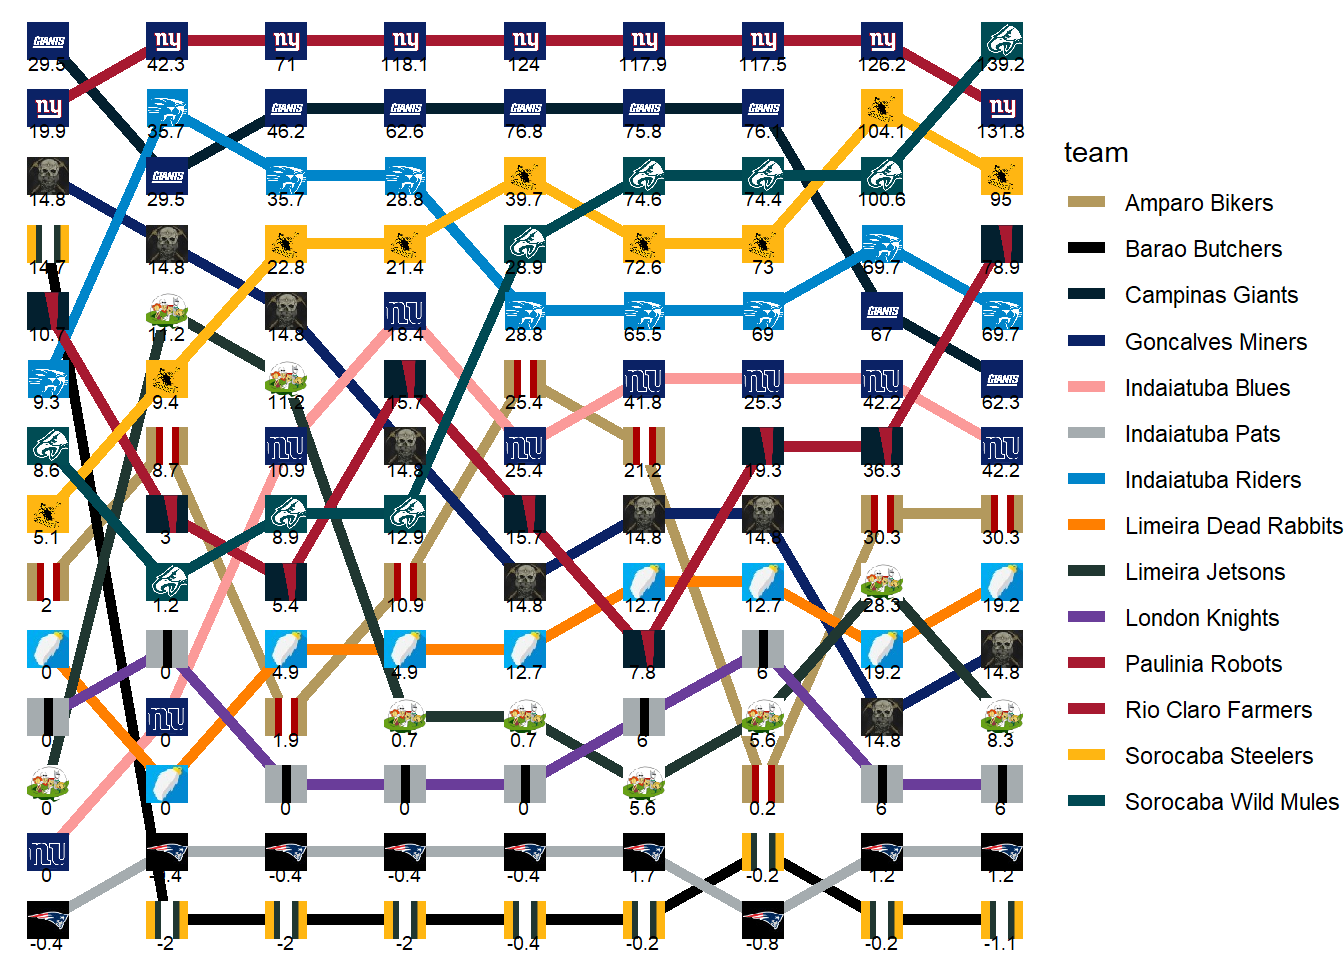 GIANTS ny ny ny ny ny ny ny
29.5 42.3 71 118.1 124 117.9 117.5 126.2 139.2
ny GIANTS GIANTS GIANTS GIANTS GIANTS ny
19.9 35.7 46.2 62.6 76.8 75.8 76.1 104.1 131.8
GIANTS
14.8 29.5 35.7 28.8 39.7 74.6 74.4 100.6 95
14.7 14.8 22.8 21.4 28.9 72.6 73 69.7 78.9
nu GIANTS
10.7 11.2 14.8 18.4 28.8 65.5 69 67 69.7
nu nu nu GIANTS
9.3 9.4 11.2 15.7 25.4 41.8 25.3 42.2 62.3
nu nu nu
8.6 8.7 10.9 14.8 25.4 21.2 19.3 36.3 42.2
5.1 3 8.9 12.9 15.7 14.8 14.8 30.3 30.3
2 1.2 5.4 10.9 14.8 12.7 12.7 28.3 19.2
0 0 4.9 4.9 12.7 7.8 6 19.2 14.8
nu
0 0 1.9 0.7 0.7 6 5.6 14.8 8.3
0 0 0 0 0 5.6 0.2 6 6
nu
0 -0.4 -0.4 -0.4 -0.4 1.7 -0.2 1.2 1.2
-0.4 -2 -2 -2 -0.4 -0.2 -0.8 -0.2 -1.1
team
Amparo Bikers
Barao Butchers
Campinas Giants
Goncalves Miners
Indaiatuba Blues
Indaiatuba Pats
Indaiatuba Riders
Limeira Dead Rabbits
Limeira Jetsons
London Knights
Paulinia Robots
Rio Claro Farmers
Sorocaba Steelers
Sorocaba Wild Mules